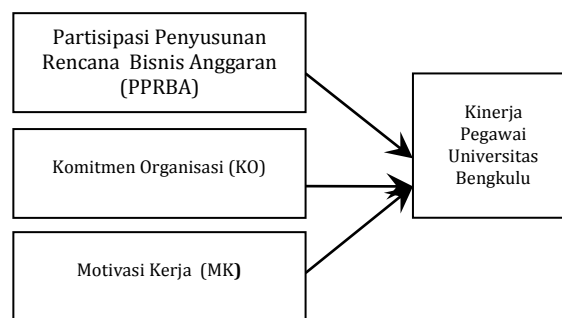 Partisipasi Penyusunan
Rencana Bisnis Anggaran
(PPRBA)
Komitmen Organisasi (KO)
Motivasi Kerja (MK)
Kinerja
Pegawai
Universitas
Bengkulu